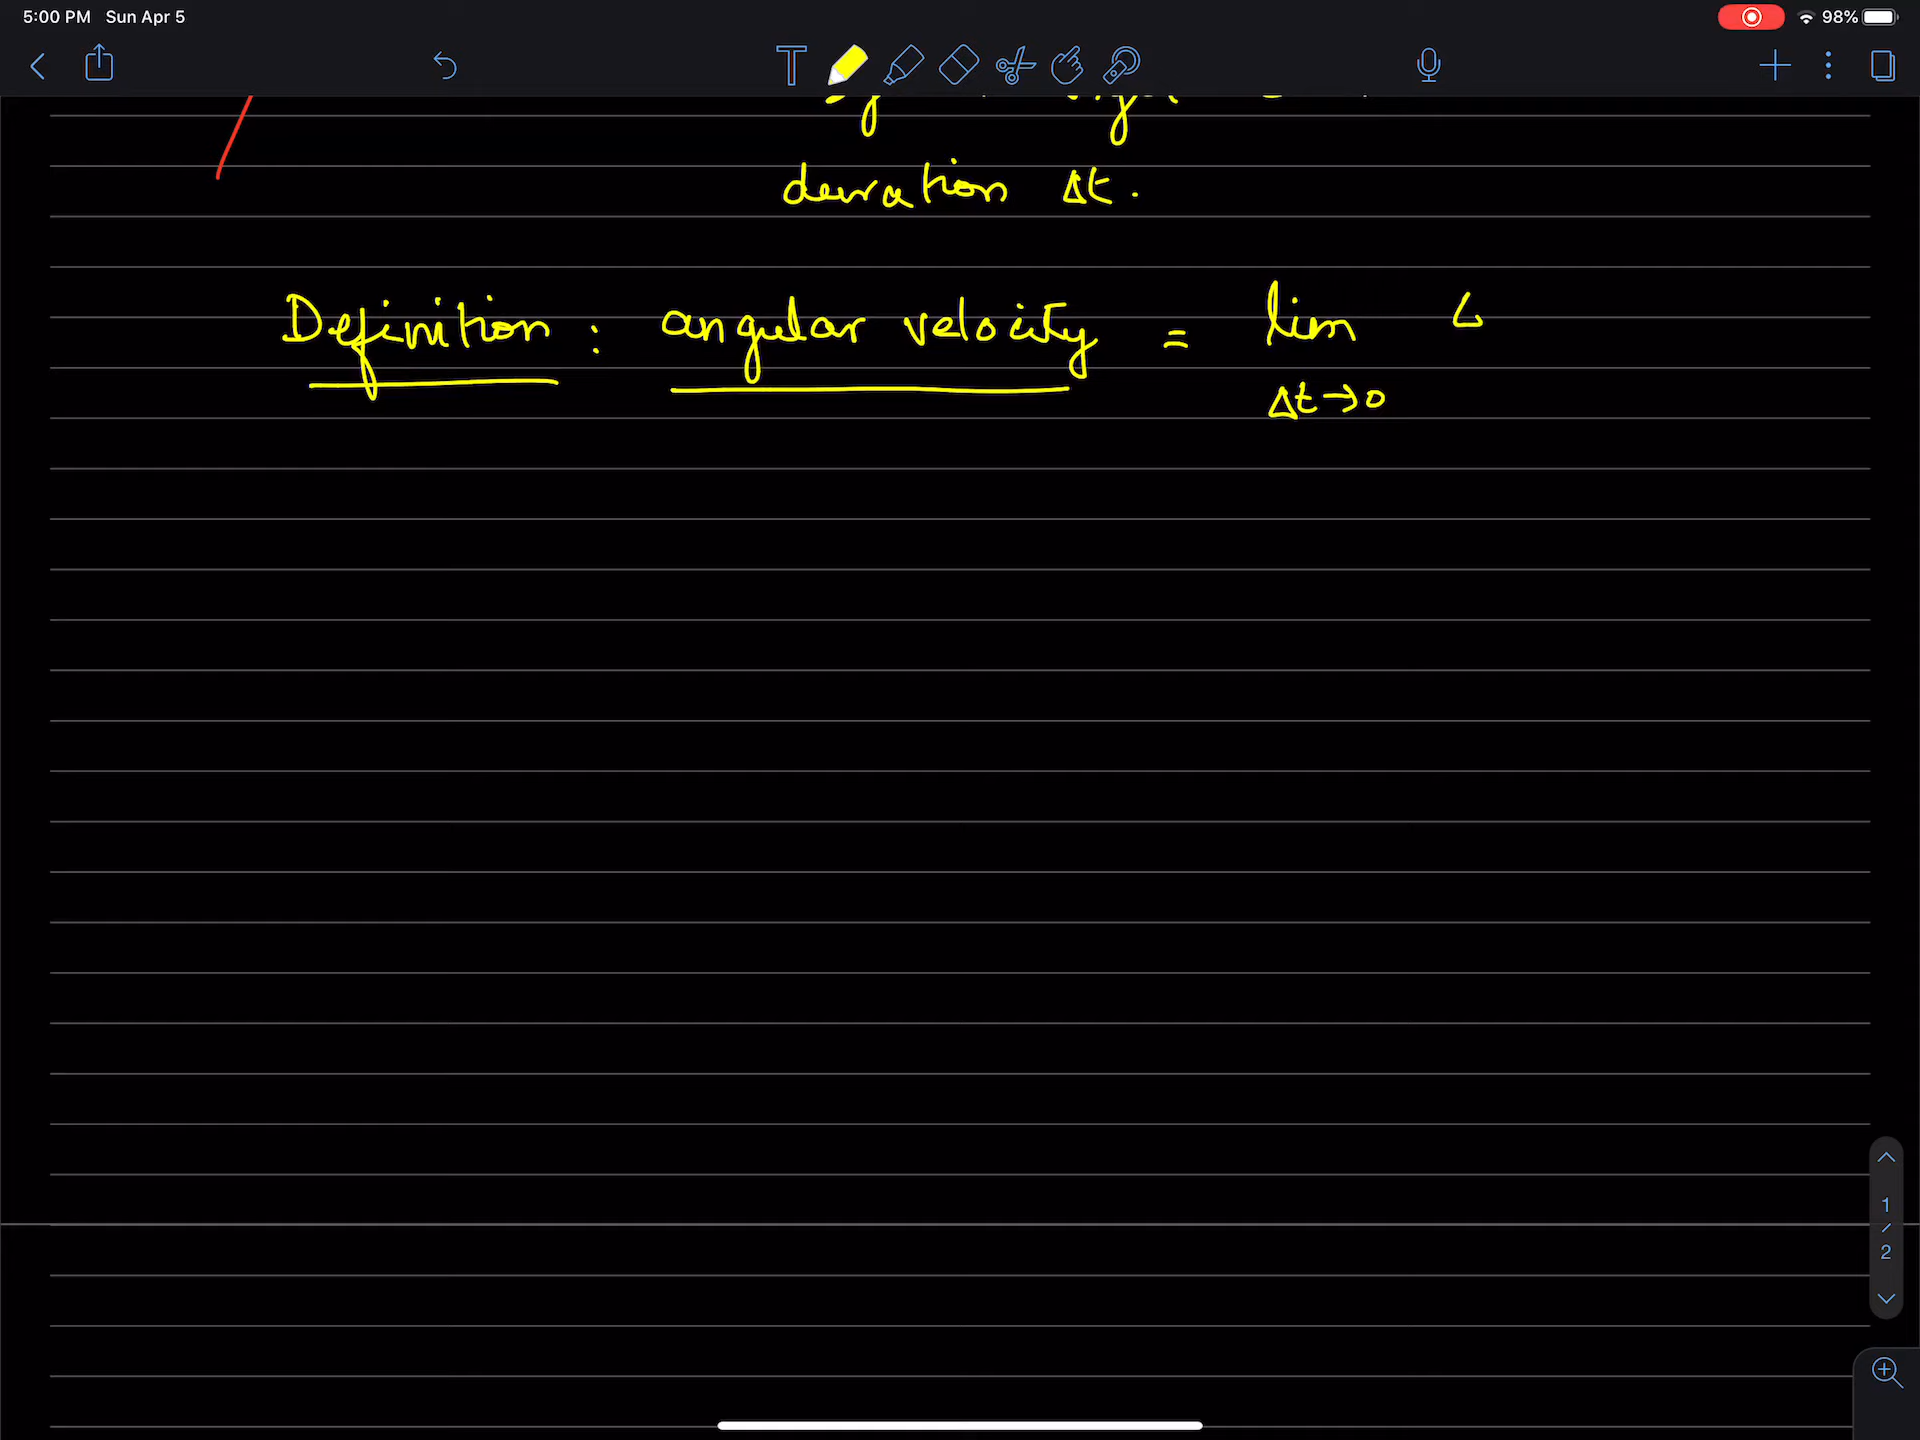 5:00 PM Sun Apr 5
98%
duration Δt.
Definition: angular velocity = lim
Δt→0
1
/
2